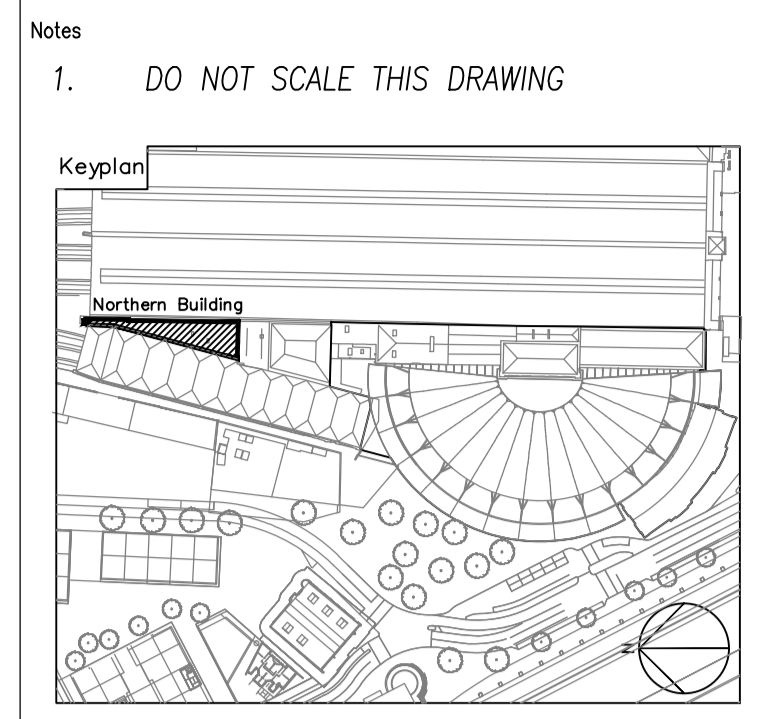 Notes
1. DO NOT SCALE THIS DRAWING
Keyplan
Northern Building
N